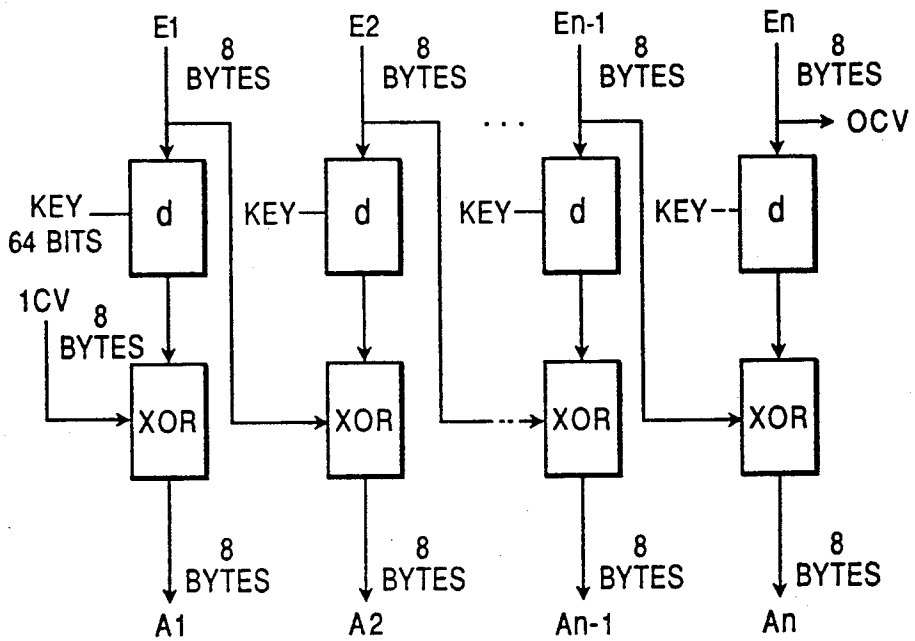 E1 E2 En-1 En
8 BYTES 8 BYTES 8 BYTES 8 BYTES
... OCV
KEY 64 BITS d KEY d KEY d KEY d
1CV
8 BYTES
XOR XOR XOR XOR
8 BYTES 8 BYTES 8 BYTES 8 BYTES
A1 A2 An-1 An